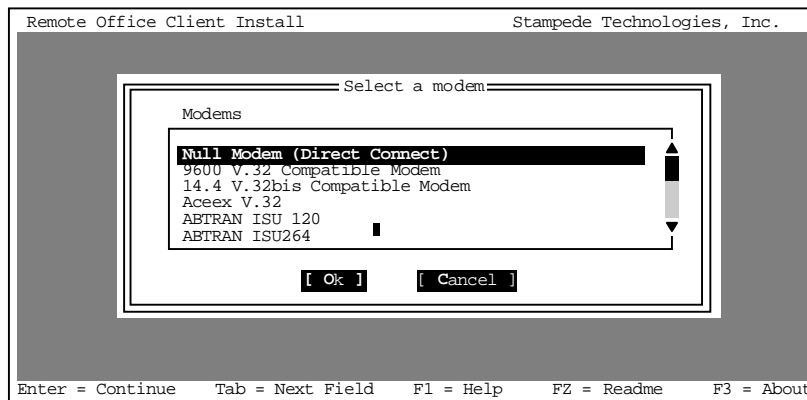 Remote Office Client Install Stampede Technologies, Inc.
Select a modem
Modems
Null Modem (Direct Connect)
9600 V.32 Compatible Modem
14.4 V.32bis Compatible Modem
Aceex V.32
ABTRAN ISU 120
ABTRAN ISU264
[ Ok ] [ Cancel ]
Enter = Continue Tab = Next Field F1 = Help FZ = Readme F3 = About